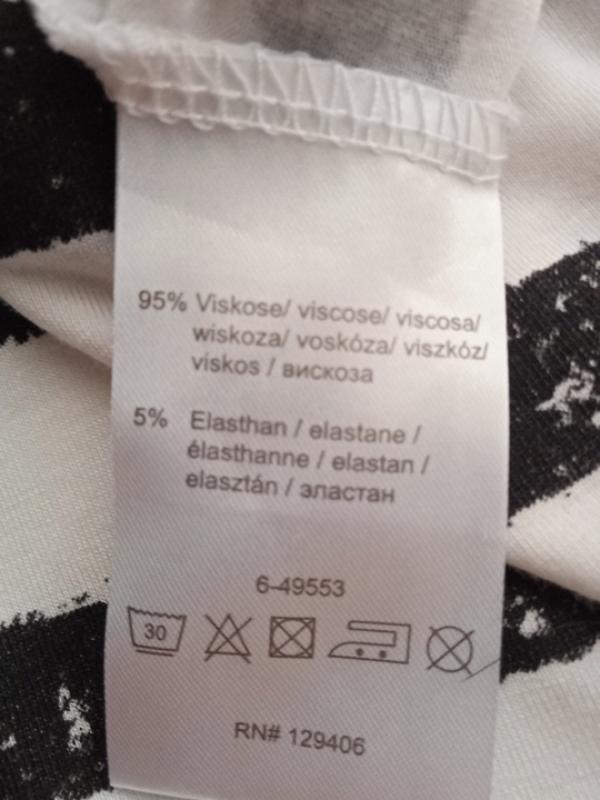 95% Viskose/ viscose/ viscosa/
wiskoza/ voskóza/ viszkóz/
viskos / вискоза
5% Elasthan / elastane /
élasthanne / elastan /
elasztán / эластан
6-49553
30
RN# 129406